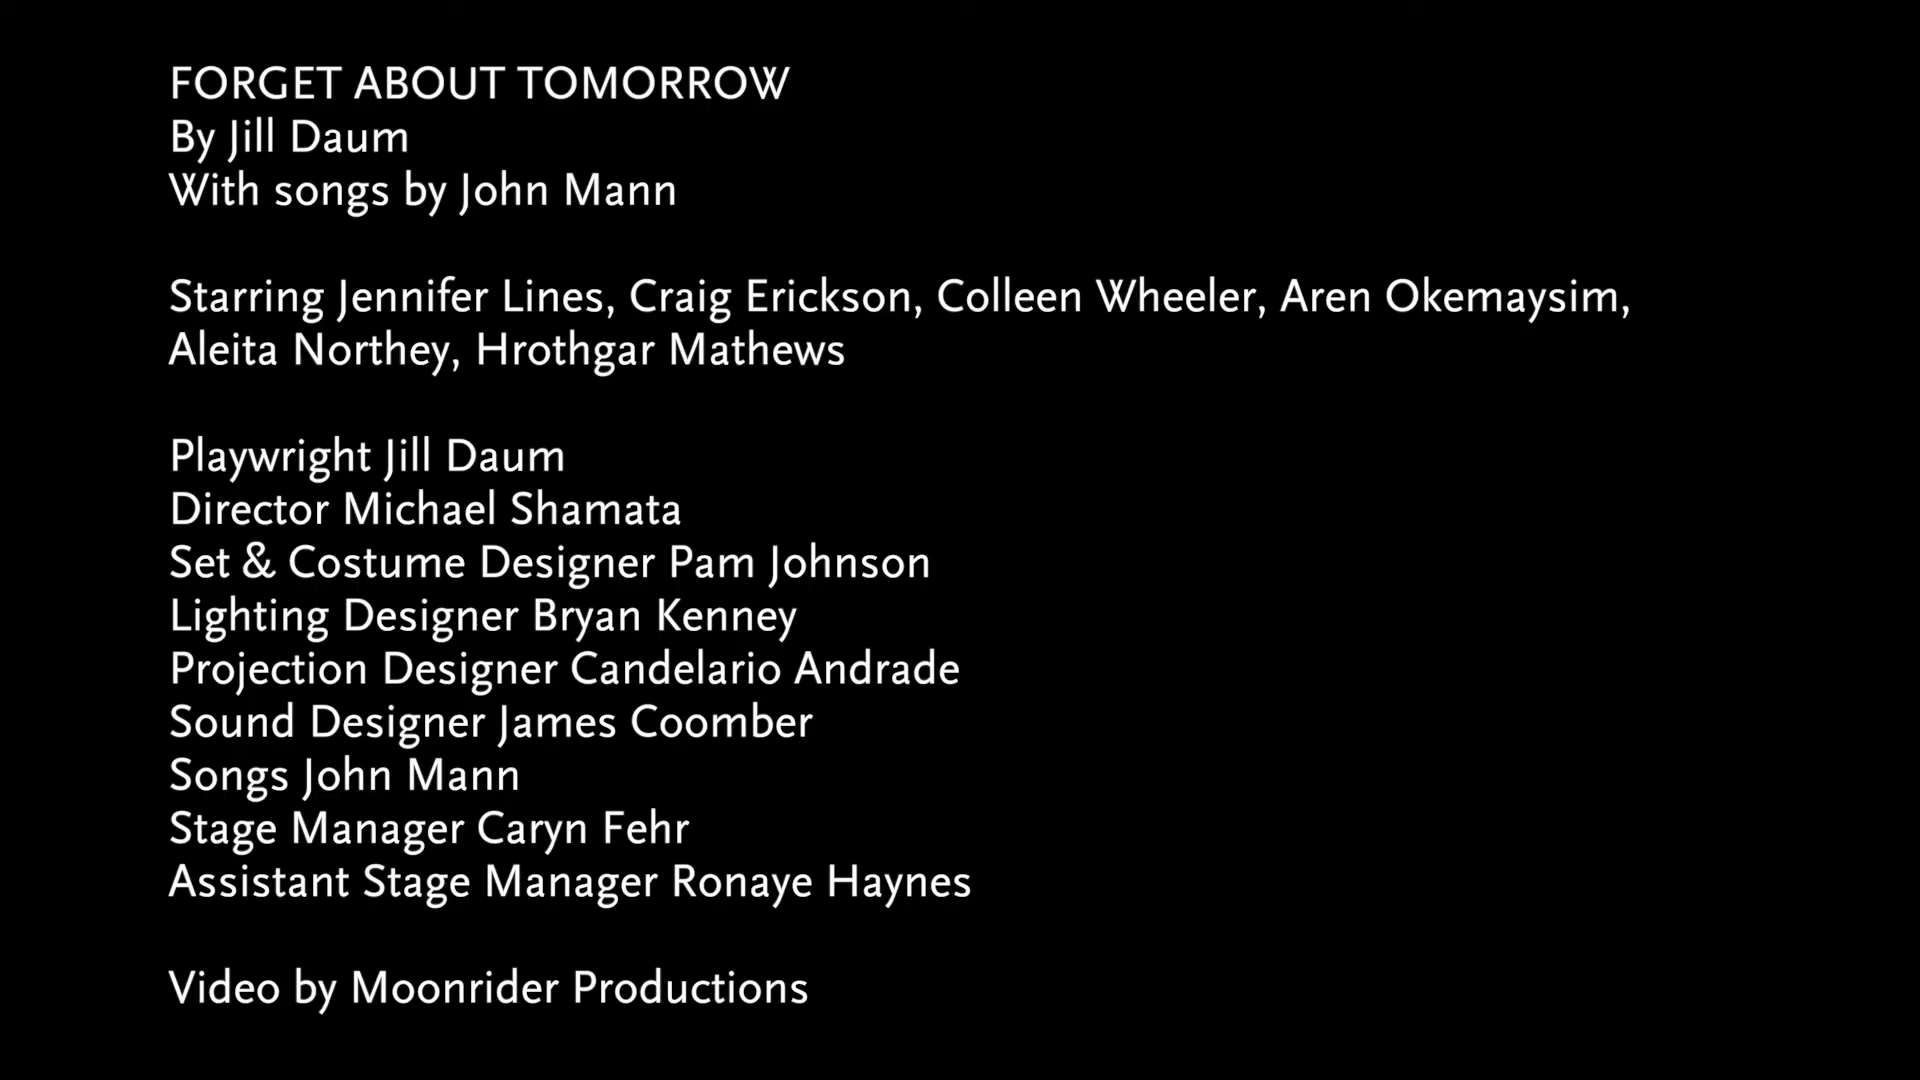 FORGET ABOUT TOMORROW
By Jill Daum
With songs by John Mann
Starring Jennifer Lines, Craig Erickson, Colleen Wheeler, Aren Okemaysim,
Aleita Northey, Hrothgar Mathews
Playwright Jill Daum
Director Michael Shamata
Set & Costume Designer Pam Johnson
Lighting Designer Bryan Kenney
Projection Designer Candelario Andrade
Sound Designer James Coomber
Songs John Mann
Stage Manager Caryn Fehr
Assistant Stage Manager Ronaye Haynes
Video by Moonrider Productions